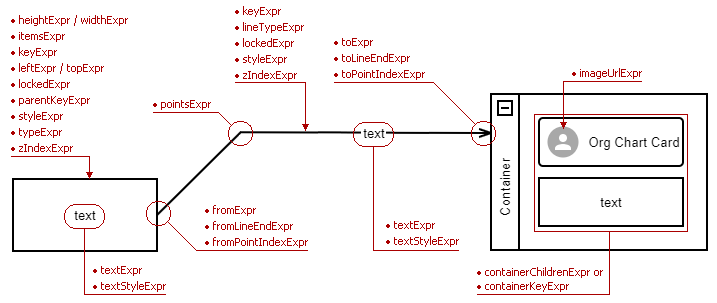 heightExpr / widthExpr
itemsExpr
keyExpr
leftExpr / topExpr
lockedExpr
parentKeyExpr
styleExpr
typeExpr
zIndexExpr
text
textExpr
textStyleExpr
pointsExpr
fromExpr
fromLineEndExpr
fromPointIndexExpr
keyExpr
lineTypeExpr
lockedExpr
styleExpr
zIndexExpr
text
textExpr
textStyleExpr
toExpr
toLineEndExpr
toPointIndexExpr
imageUrlExpr
Container
Org Chart Card
text
containerChildrenExpr or
containerKeyExpr